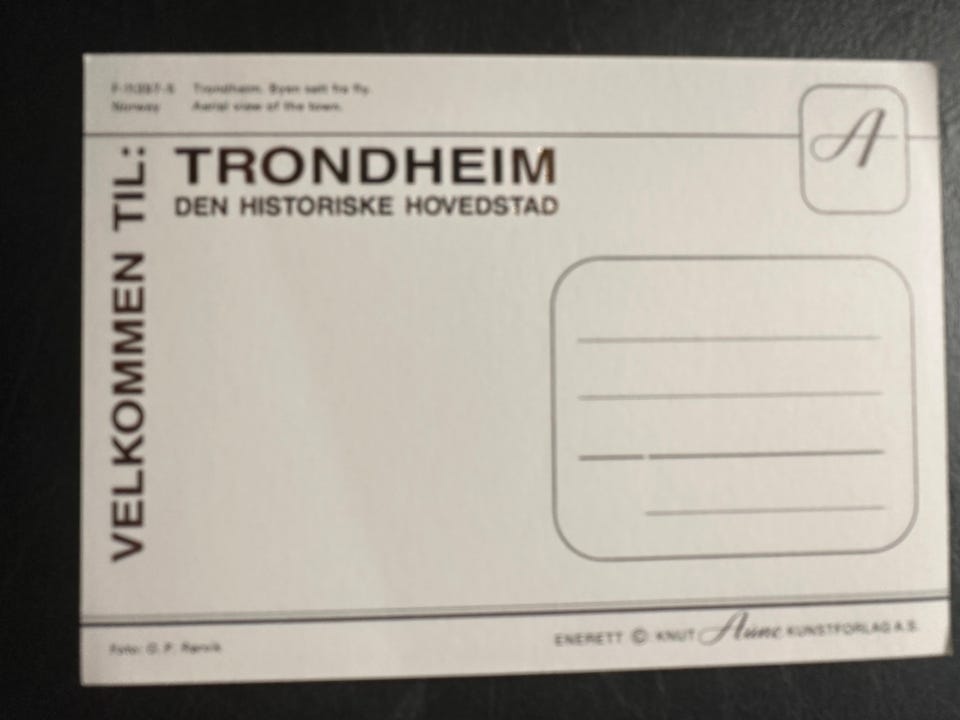 Trondheim. Byen sett fra fly.
Norway Aerial view of the town.
A
VELKOMMEN TIL:
TRONDHEIM
DEN HISTORISKE HOVEDSTAD
Foto: O. P. Rørvik
ENERETT © KNUT Aune KUNSTFORLAG A.S.